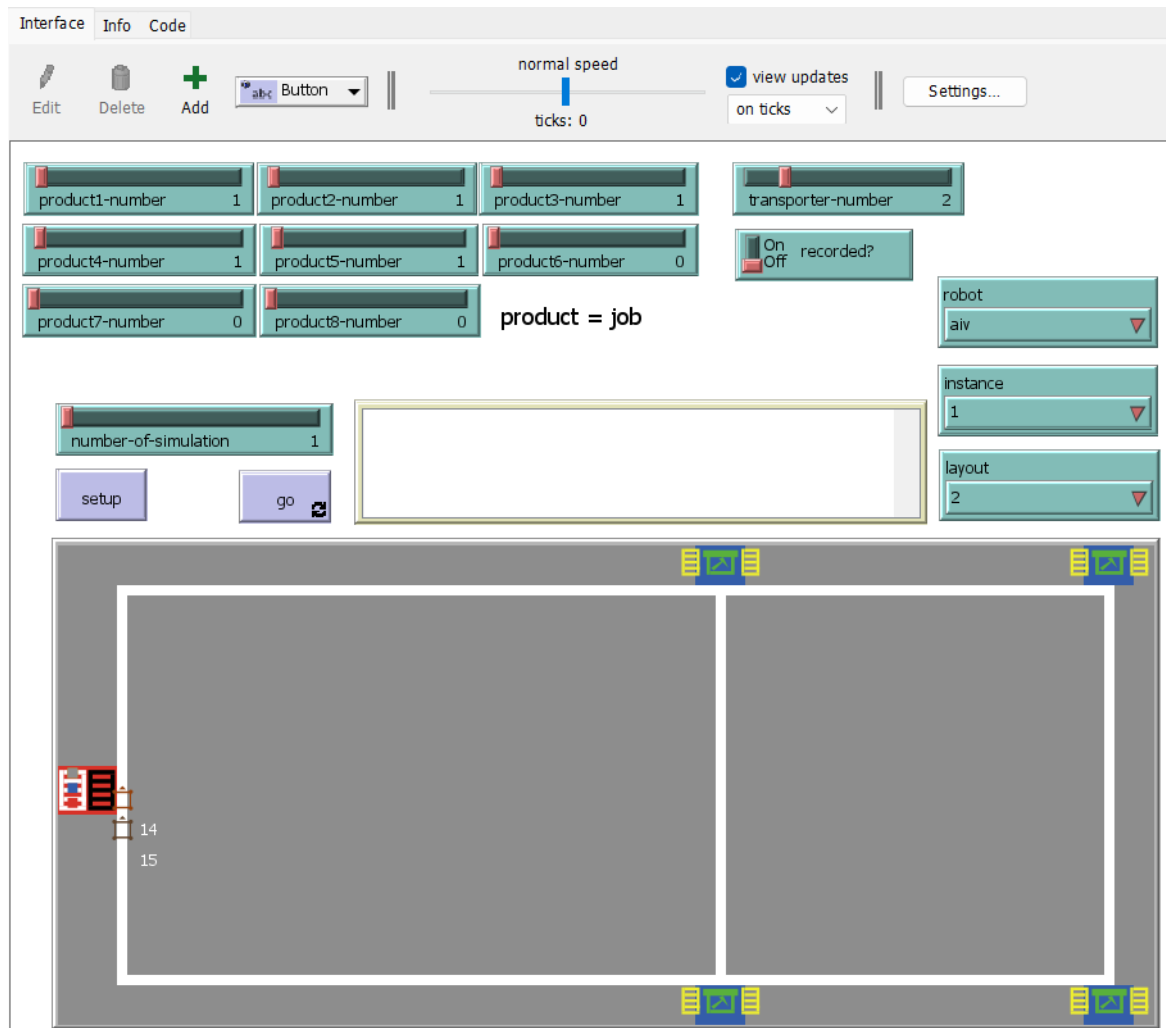 Interface Info Code
normal speed
view updates
Edit Delete Add abc Button Settings...
on ticks
ticks: 0
product1-number 1 product2-number 1 product3-number 1 transporter-number 2
On
Off recorded?
product4-number 1 product5-number 1 product6-number 0
robot
aiv
product7-number 0 product8-number 0 product = job
instance
1
number-of-simulation 1
layout
2
setup go
14
15